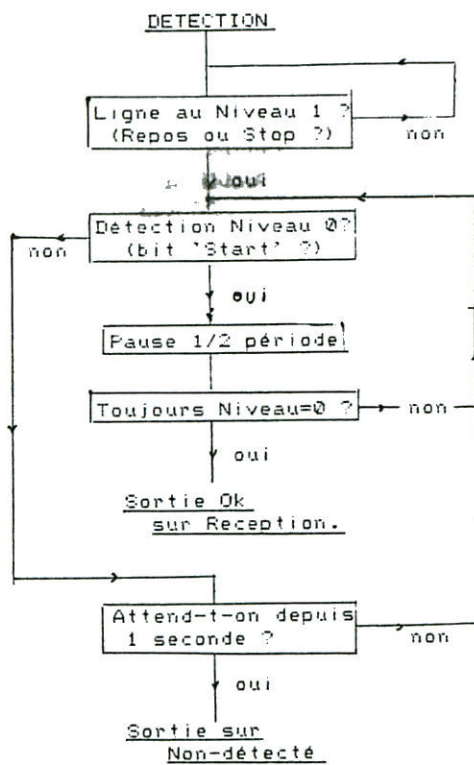 DETECTION
Ligne au Niveau 1 ?
(Repos ou Stop ?)
non
oui
Détection Niveau 0?
(bit 'Start' ?)
non
oui
Pause 1/2 période
Toujours Niveau=0 ?
non
oui
Sortie Ok
sur Reception.
Attend-t-on depuis
1 seconde ?
non
oui
Sortie sur
Non-détecté